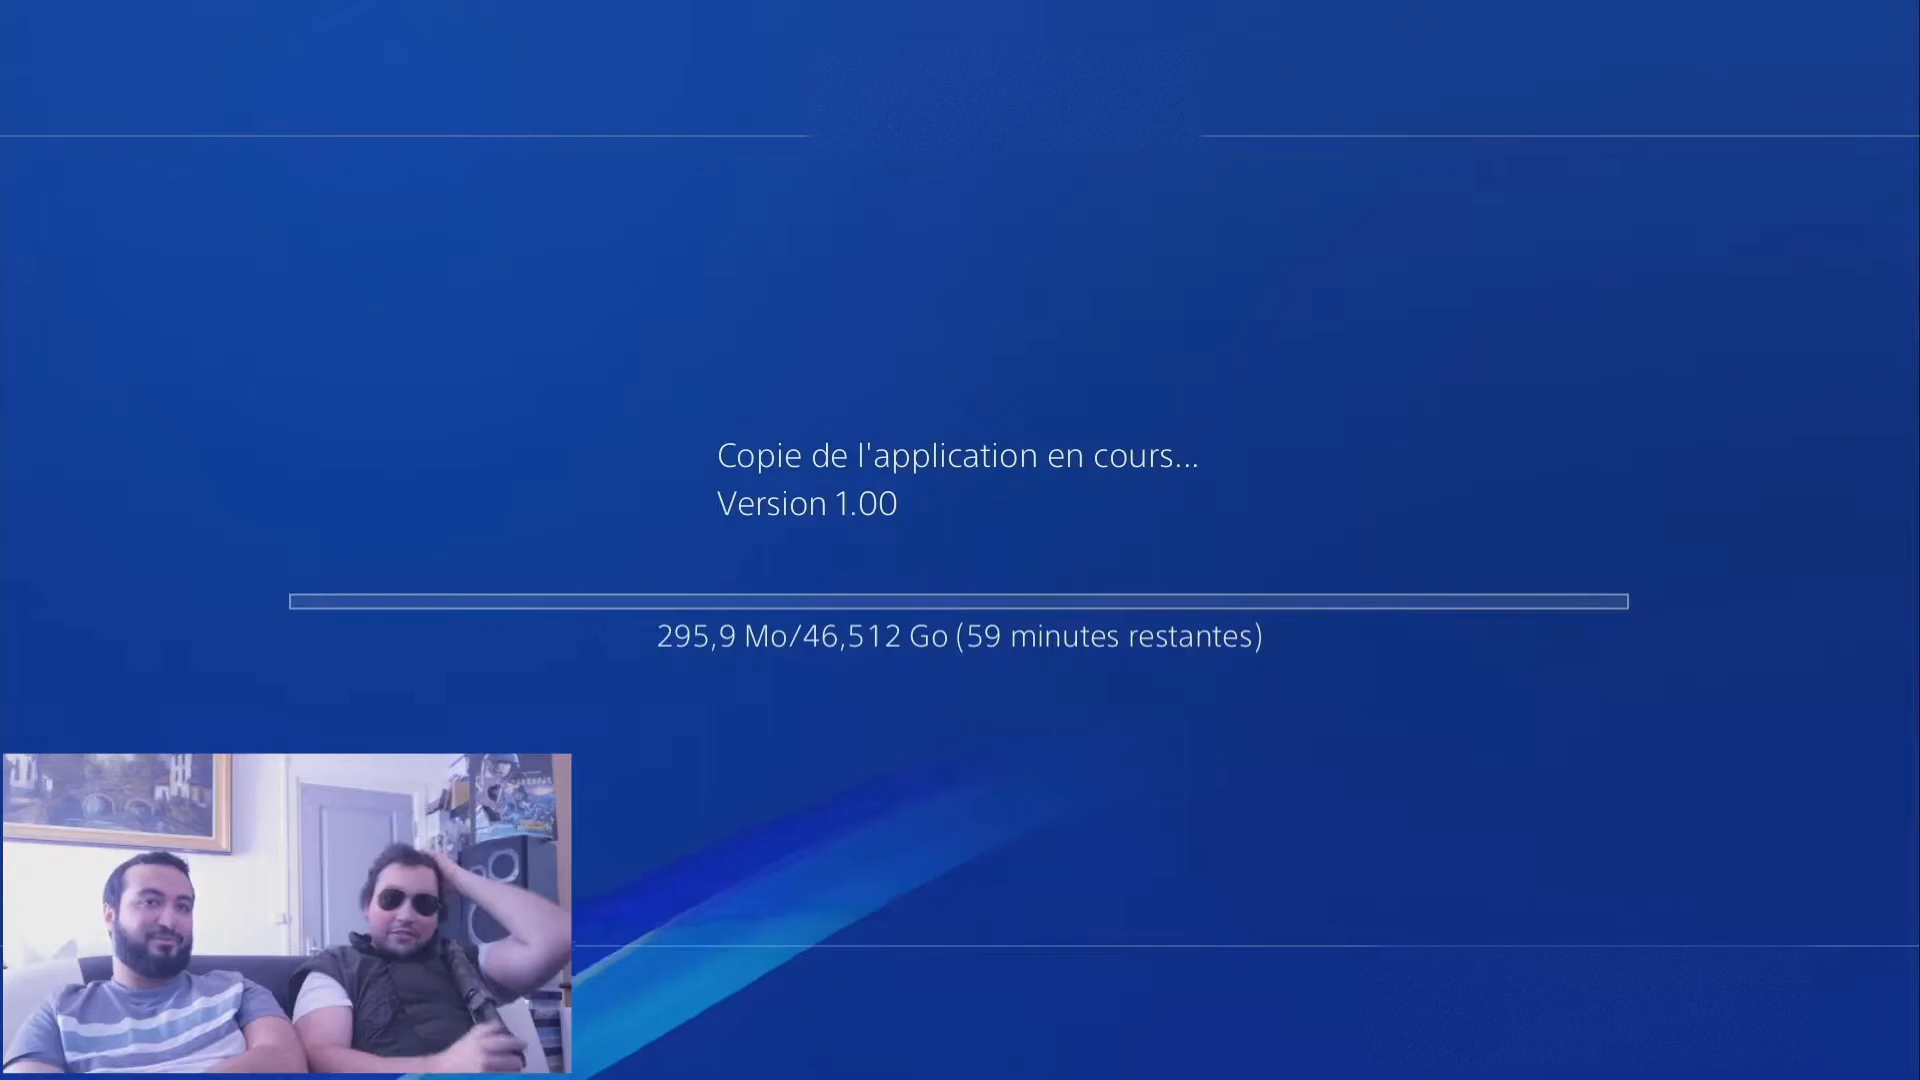 Copie de l'application en cours...
Version 1.00
295,9 Mo/46,512 Go (59 minutes restantes)